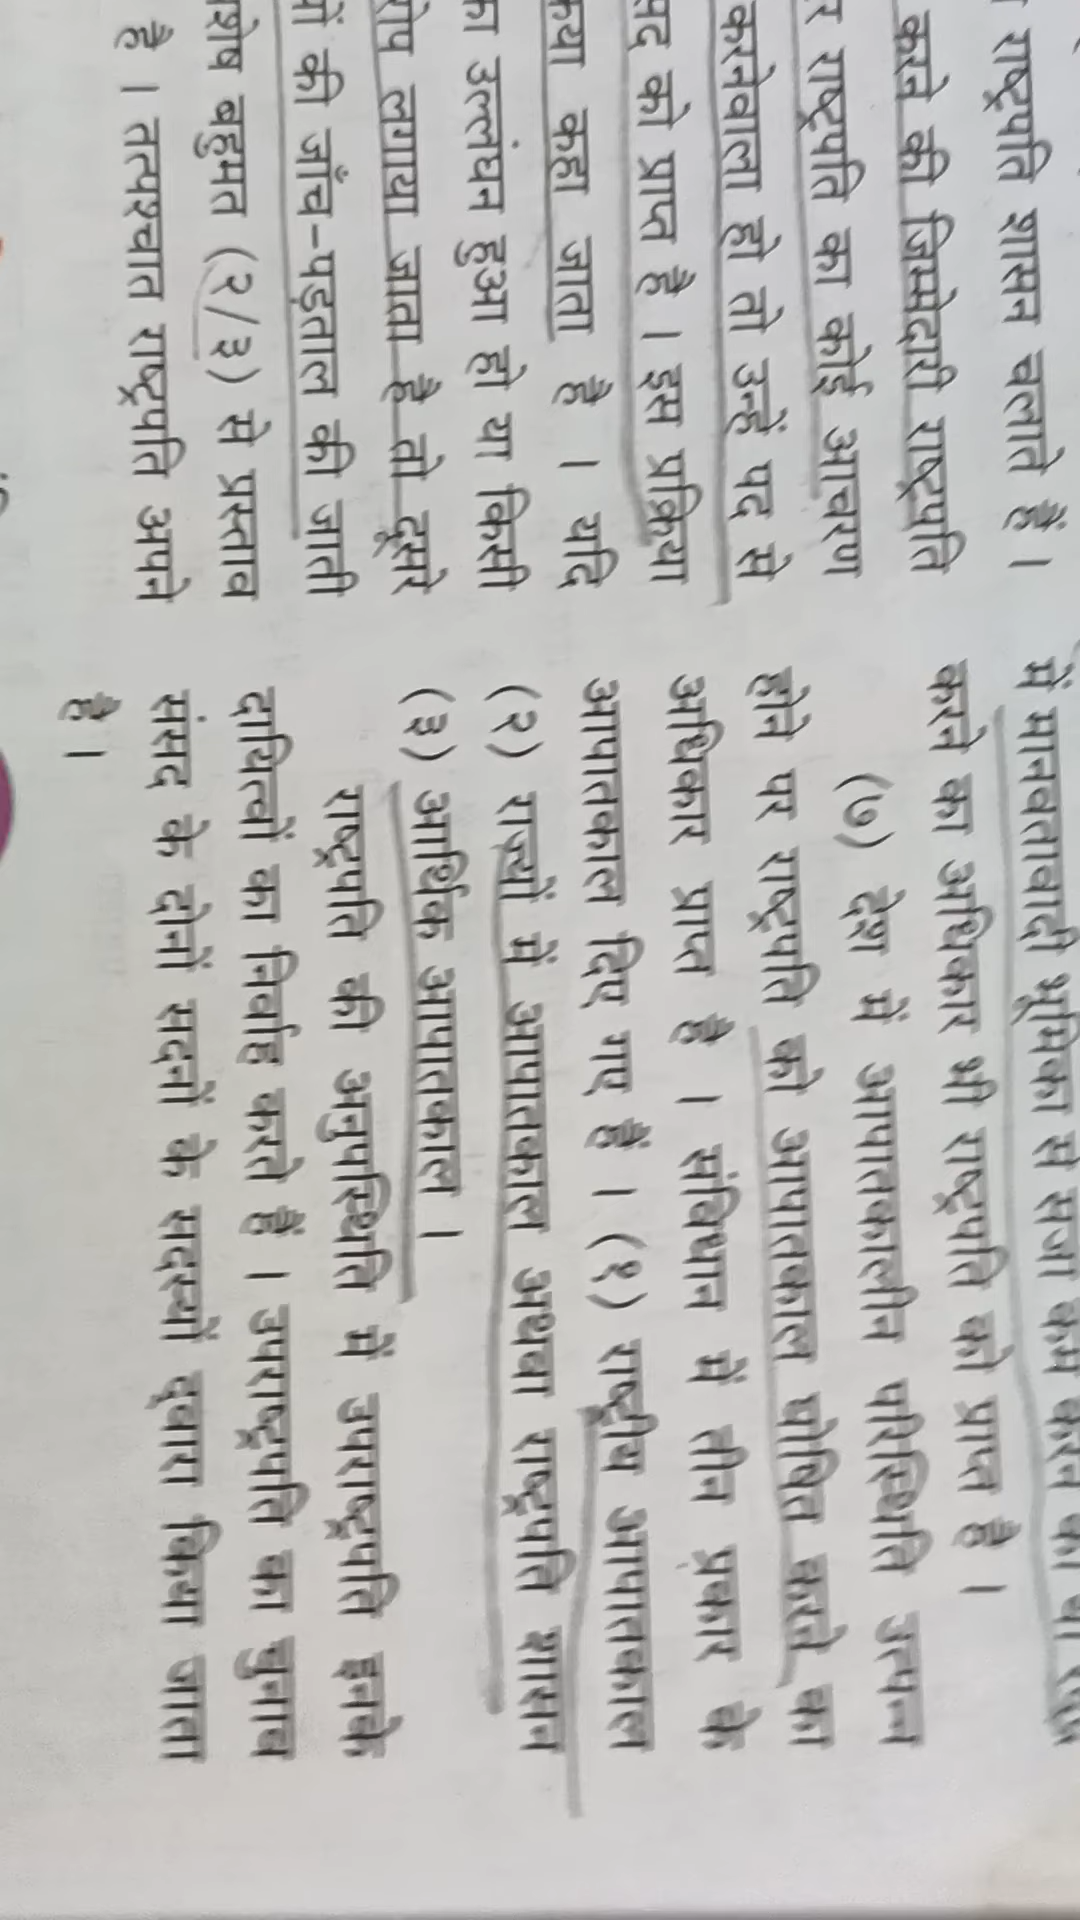 राष्ट्रपति शासन चलाते हैं ।
करने की जिम्मेदारी राष्ट्रपति
र राष्ट्रपति का कोई आचरण
करनेवाला हो तो उन्हें पद से
पद को प्राप्त है । इस प्रक्रिया
कहा जाता है । यदि
का उल्लंघन हुआ हो या किसी
लगाया जाता है तो दूसरे
की जाँच-पड़ताल की जाती
बहुमत (२/३) से प्रस्ताव
है । तत्पश्चात राष्ट्रपति अपने
में मानवतावादी भूमिका से सजा कम करने
करने का अधिकार भी राष्ट्रपति को प्राप्त है ।
(७) देश में आपातकालीन परिस्थिति उत्पन्न
होने पर राष्ट्रपति को आपातकाल घोषित करने का
अधिकार प्राप्त है । संविधान में तीन प्रकार के
आपातकाल दिए गए हैं । (१) राष्ट्रीय आपातकाल
(२) राज्यों में आपातकाल अथवा राष्ट्रपति शासन
(३) आर्थिक आपातकाल ।
राष्ट्रपति की अनुपस्थिति में उपराष्ट्रपति इनके
दायित्वों का निर्वाह करते हैं । उपराष्ट्रपति का चुनाव
संसद के दोनों सदनों के सदस्यों द्वारा किया जाता
है ।